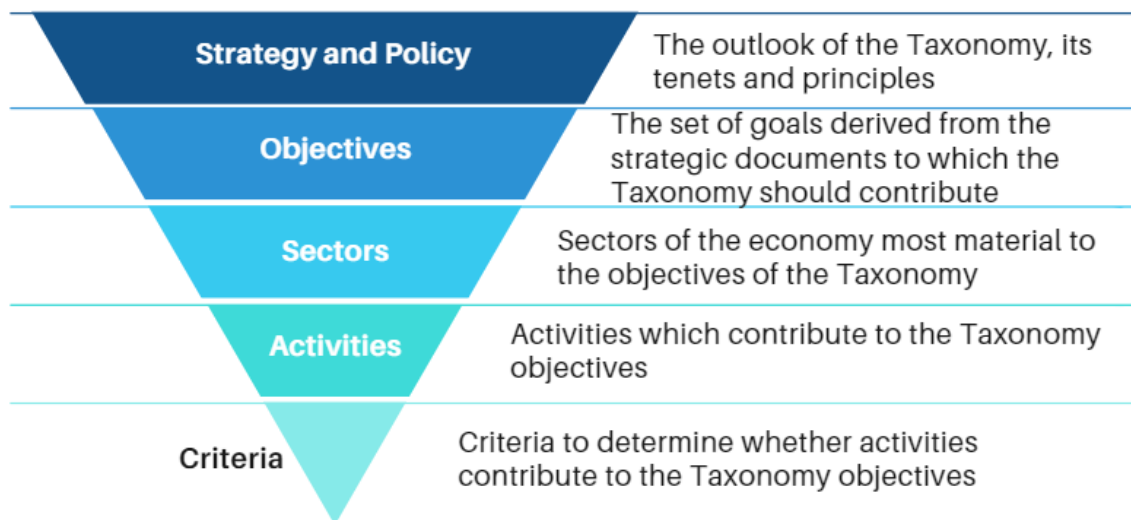 Strategy and Policy
The outlook of the Taxonomy, its
tenets and principles
Objectives
The set of goals derived from the
strategic documents to which the
Taxonomy should contribute
Sectors
Sectors of the economy most material to
the objectives of the Taxonomy
Activities
Activities which contribute to the Taxonomy
objectives
Criteria
Criteria to determine whether activities
contribute to the Taxonomy objectives